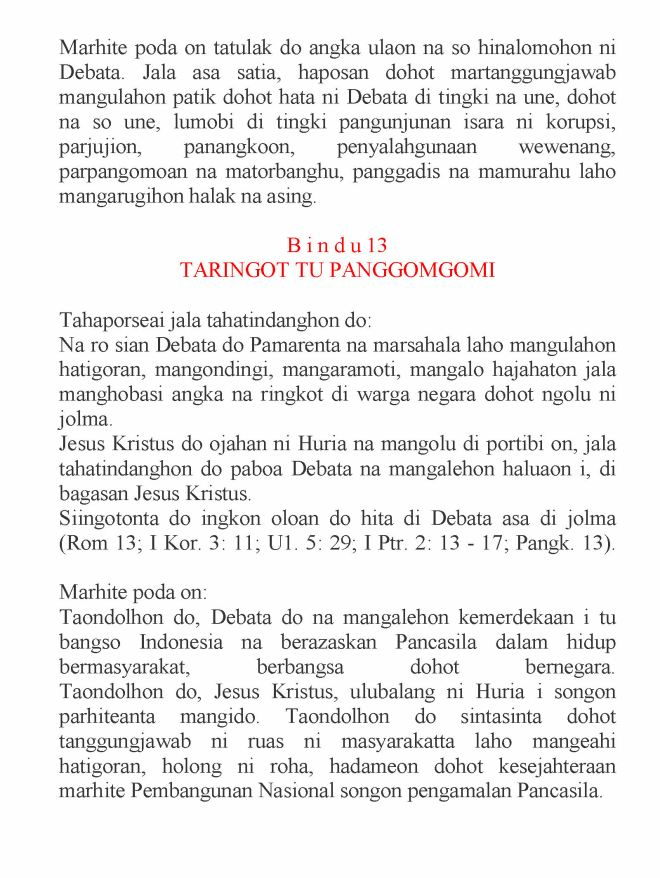 Marhite poda on tatulak do angka ulaon na so hinalomohon ni
Debata. Jala asa satia, haposan dohot martanggungjawab
mangulahon patik dohot hata ni Debata di tingki na une, dohot
na so une, lumobi di tingki pangunjunan isara ni korupsi,
parjujion, panangkoon, penyalahgunaan wewenang,
parpangomoan na matorbanghu, panggadis na mamurahu laho
mangarugihon halak na asing.
B i n d u 13
TARINGOT TU PANGGOMGOMI
Tahaporseai jala tahatindanghon do:
Na ro sian Debata do Pamarenta na marsahala laho mangulahon
hatigoran, mangondingi, mangaramoti, mangalo hajahaton jala
manghobasi angka na ringkot di warga negara dohot ngolu ni
jolma.
Jesus Kristus do ojahan ni Huria na mangolu di portibi on, jala
tahatindanghon do paboa Debata na mangalehon haluaon i, di
bagasan Jesus Kristus.
Siingotonta do ingkon oloan do hita di Debata asa di jolma
(Rom 13; I Kor. 3: 11; U1. 5: 29; I Ptr. 2: 13 - 17; Pangk. 13).
Marhite poda on:
Taondolhon do, Debata do na mangalehon kemerdekaan i tu
bangso Indonesia na berazaskan Pancasila dalam hidup
bermasyarakat, berbangsa dohot bernegara.
Taondolhon do, Jesus Kristus, ulubalang ni Huria i songon
parhiteanta mangido. Taondolhon do sintasinta dohot
tanggungjawab ni ruas ni masyarakatta laho mangeahi
hatigoran, holong ni roha, hadameon dohot kesejahteraan
marhite Pembangunan Nasional songon pengamalan Pancasila.